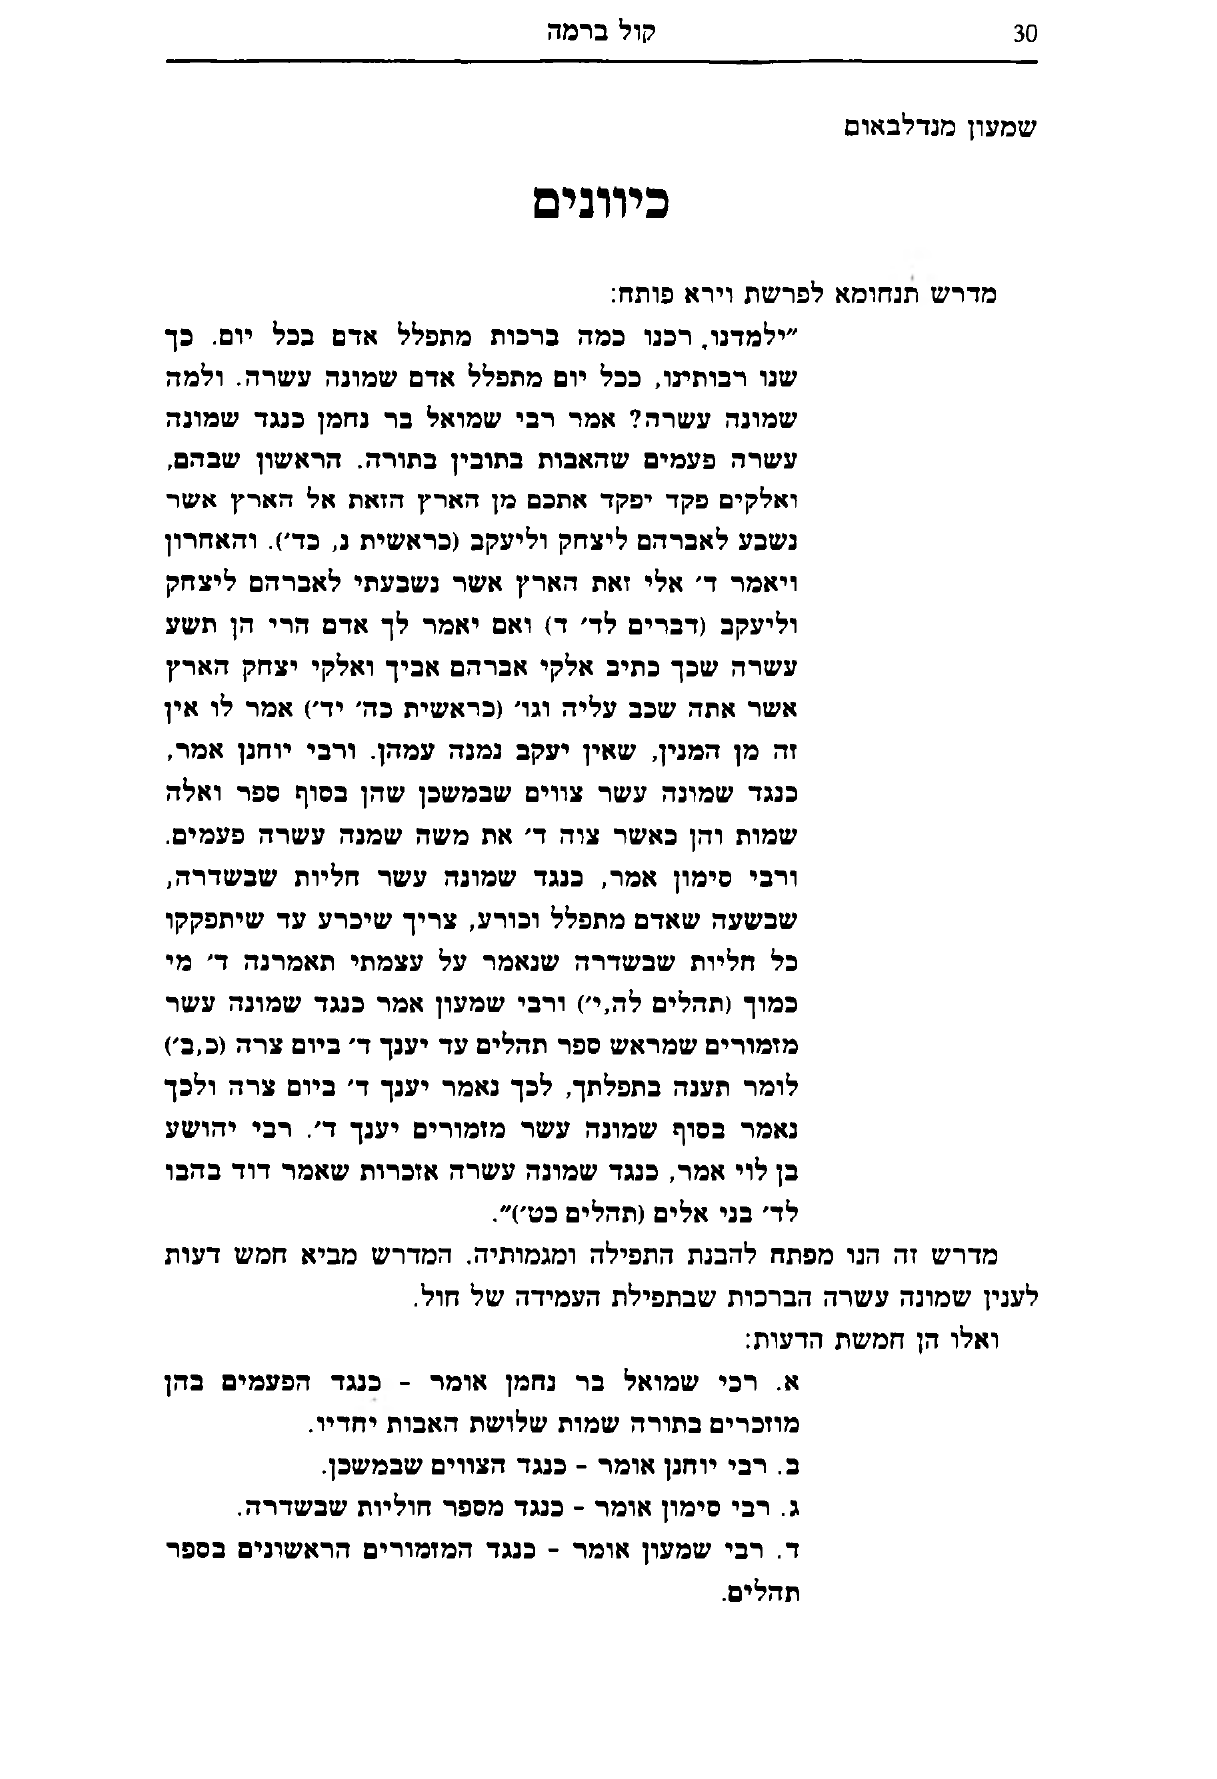 30
קול ברמה
שמעון מנדלבאום
כיוונים
מדרש תנחומא לפרשת וירא פותח:
"ילמדנו, רכנו כמה ברכות מתפלל אדם בכל יום. כך
שנו רבותינו, ככל יום מתפלל אדם שמונה עשרה. ולמה
שמונה עשרה? אמר רבי שמואל בר נחמן כנגד שמונה
עשרה פעמים שהאבות בתובין בתורה. הראשון שבהם,
ואלקים פקד יפקד אתכם מן הארץ הזאת אל הארץ אשר
נשבע לאברהם ליצחק וליעקב (כראשית נ, כד'). והאחרון
ויאמר ד' אלי זאת הארץ אשר נשבעתי לאברהם ליצחק
וליעקב (דברים לד' ד) ואם יאמר לך אדם הרי הן תשע
עשרה שכך כתיב אלקי אברהם אביך ואלקי יצחק הארץ
אשר אתה שכב עליה וגו' (כראשית כה' יד') אמר לו אין
זה מן המנין, שאין יעקב נמנה עמהן. ורבי יוחנן אמר,
כנגד שמונה עשר צווים שבמשכן שהן בסוף ספר ואלה
שמות והן כאשר צוה ד' את משה שמנה עשרה פעמים.
ורבי סימון אמר, כנגד שמונה עשר חליות שבשדרה,
שבשעה שאדם מתפלל וכורע, צריך שיכרע עד שיתפקקו
כל חליות שבשדרה שנאמר על עצמתי תאמרנה ד' מי
כמוך (תהלים לה,י') ורבי שמעון אמר כנגד שמונה עשר
מזמורים שמראש ספר תהלים עד יענך ד' ביום צרה (כ,ב')
לומר תענה בתפלתך, לכך נאמר יענך ד' ביום צרה ולכך
נאמר בסוף שמונה עשר מזמורים יענך ד'. רבי יהושע
בן לוי אמר, כנגד שמונה עשרה אזכרות שאמר דוד בהבו
לד' בני אלים (תהלים כט')".
מדרש זה הנו מפתח להבנת התפילה ומגמותיה. המדרש מביא חמש דעות
לענין שמונה עשרה הברכות שבתפילת העמידה של חול.
ואלו הן חמשת הדעות:
א. רכי שמואל בר נחמן אומר - כנגד הפעמים בהן
מוזכרים בתורה שמות שלושת האבות יחדיו.
ב. רבי יוחנן אומר - כנגד הצווים שבמשכן.
ג. רבי סימון אומר - כנגד מספר חוליות שבשדרה.
ד. רבי שמעון אומר - כנגד המזמורים הראשונים בספר
תהלים.